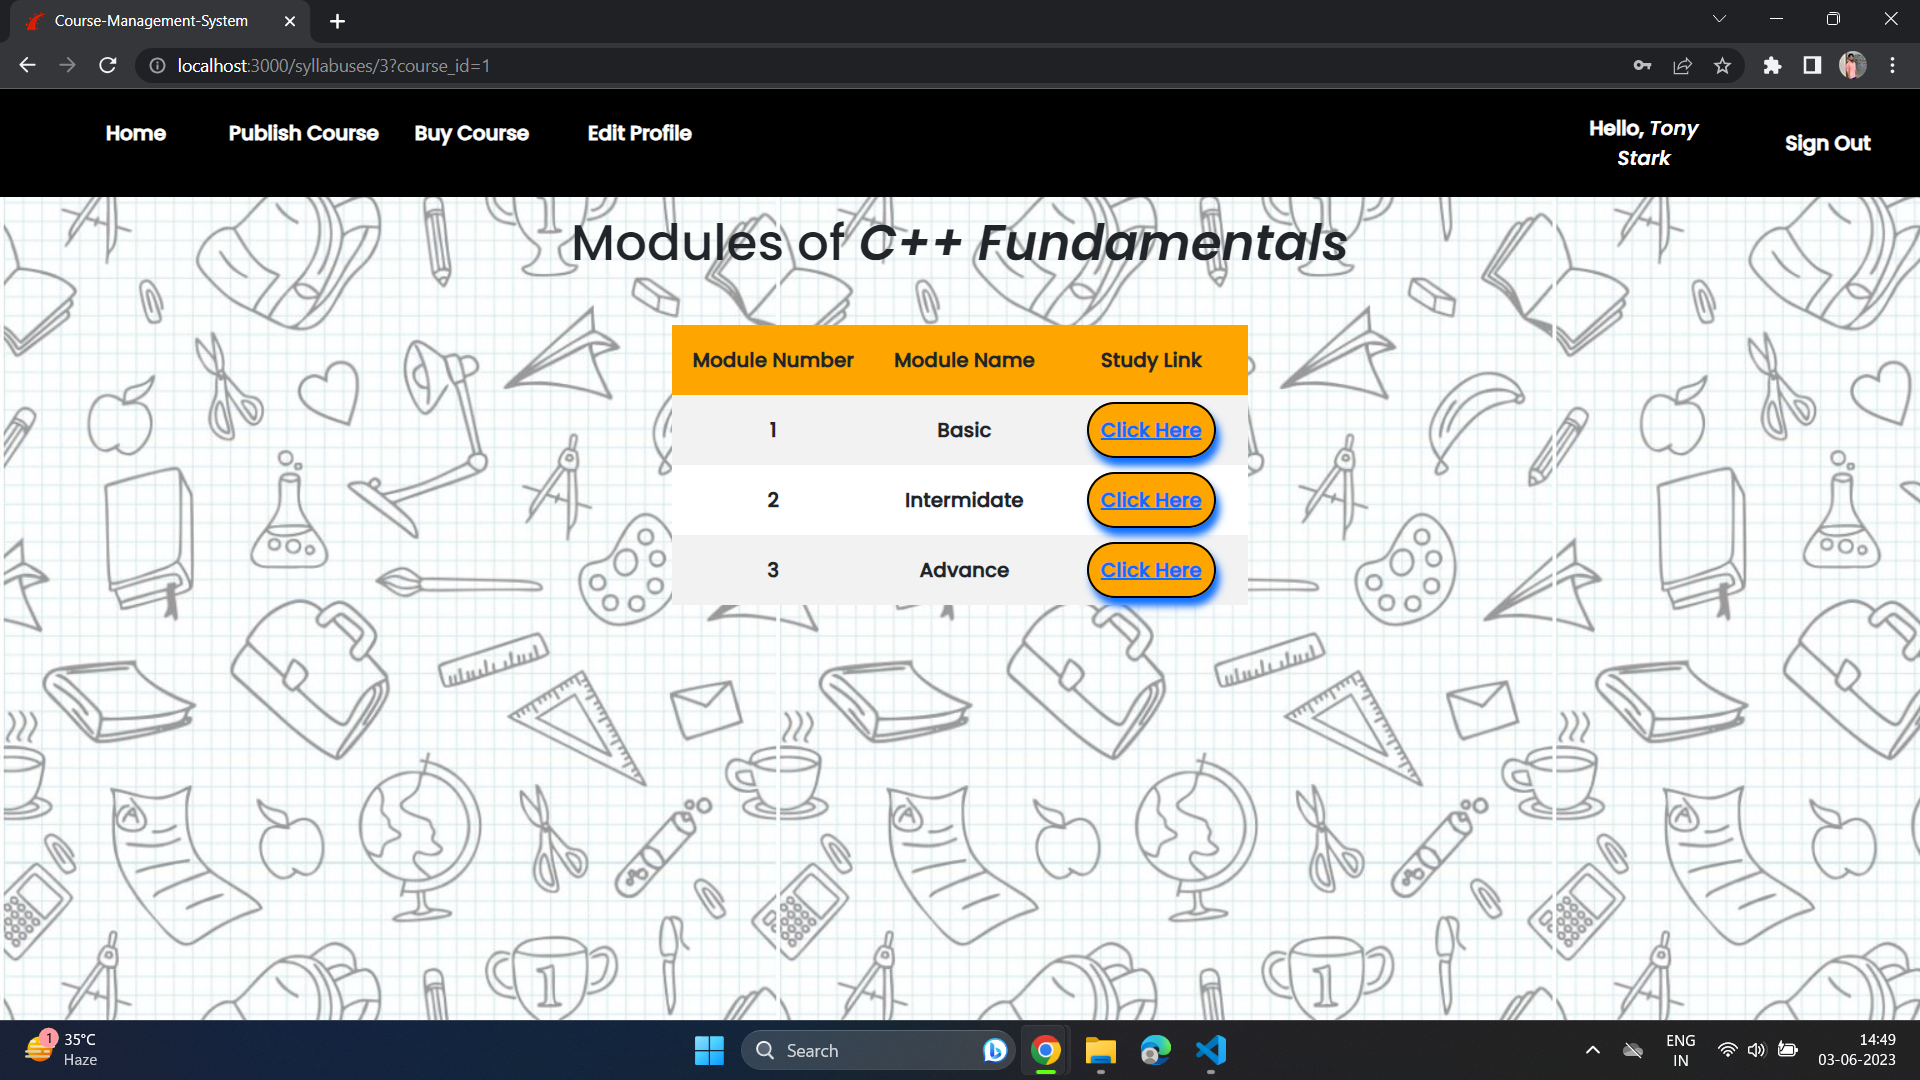 Course-Management-System
localhost:3000/syllabuses/3?course_id=1
Home Publish Course Buy Course Edit Profile
Hello, Tony
Stark
Sign Out
Modules of C++ Fundamentals
Module Number Module Name Study Link
1 Basic Click Here
2 Intermidate Click Here
3 Advance Click Here
A
A
A
1
1
1
35°C
Haze
Search
ENG
IN
14:49
03-06-2023